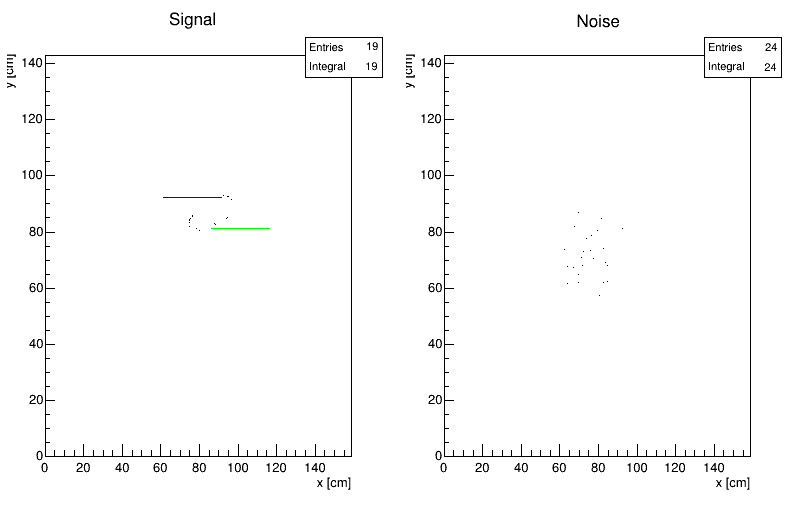 Signal
Entries 19
Integral 19
y [cm]
140
120
100
80
60
40
20
0
0 20 40 60 80 100 120 140
x [cm]
Noise
Entries 24
Integral 24
y [cm]
140
120
100
80
60
40
20
0
0 20 40 60 80 100 120 140
x [cm]